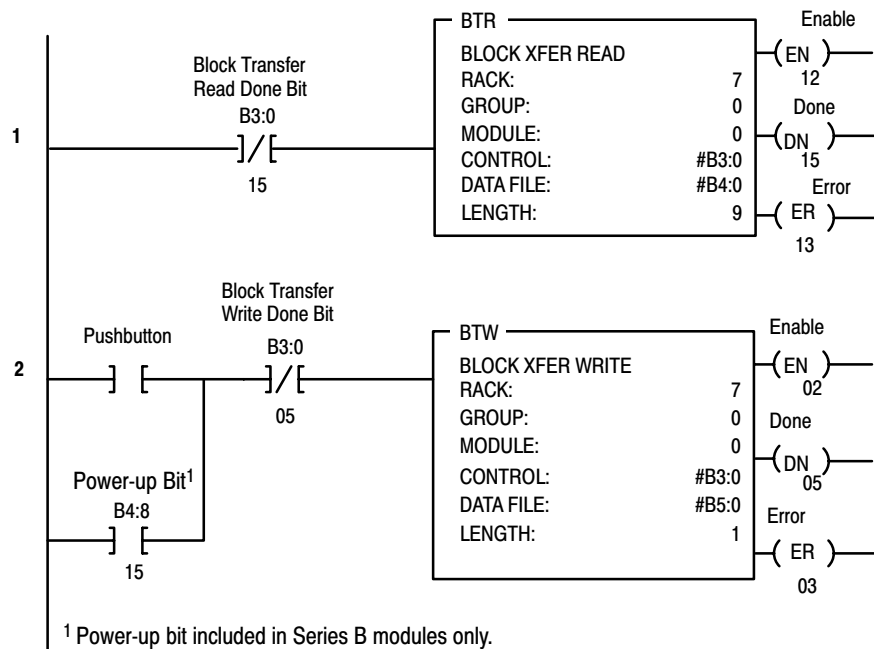 1
Block Transfer
Read Done Bit
B3:0
]/[
15
BTR
BLOCK XFER READ
RACK: 7
GROUP: 0
MODULE: 0
CONTROL: #B3:0
DATA FILE: #B4:0
LENGTH: 9
Enable
(EN)
12
Done
(DN)
15
Error
(ER)
13
2
Pushbutton
] [
Block Transfer
Write Done Bit
B3:0
]/[
05
Power-up Bit1
B4:8
] [
15
BTW
BLOCK XFER WRITE
RACK: 7
GROUP: 0
MODULE: 0
CONTROL: #B3:0
DATA FILE: #B5:0
LENGTH: 1
Enable
(EN)
02
Done
(DN)
05
Error
(ER)
03
1 Power-up bit included in Series B modules only.